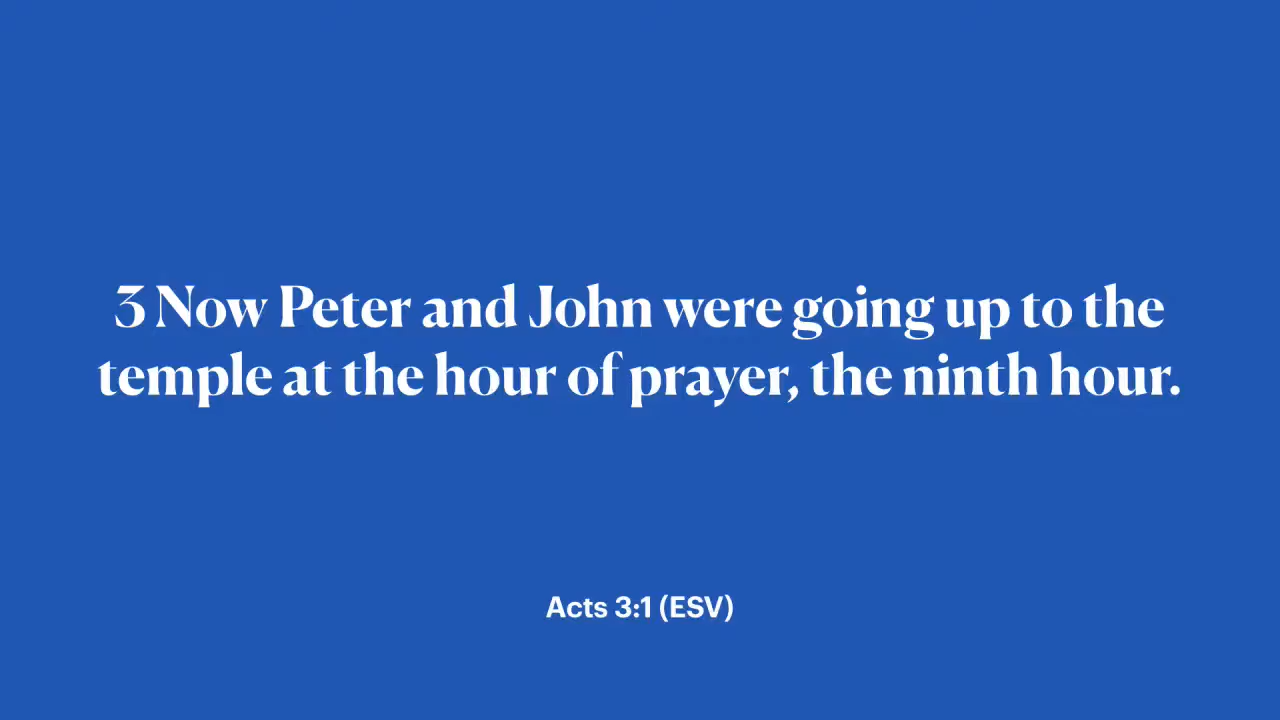 3 Now Peter and John were going up to the
temple at the hour of prayer, the ninth hour.
Acts 3:1 (ESV)